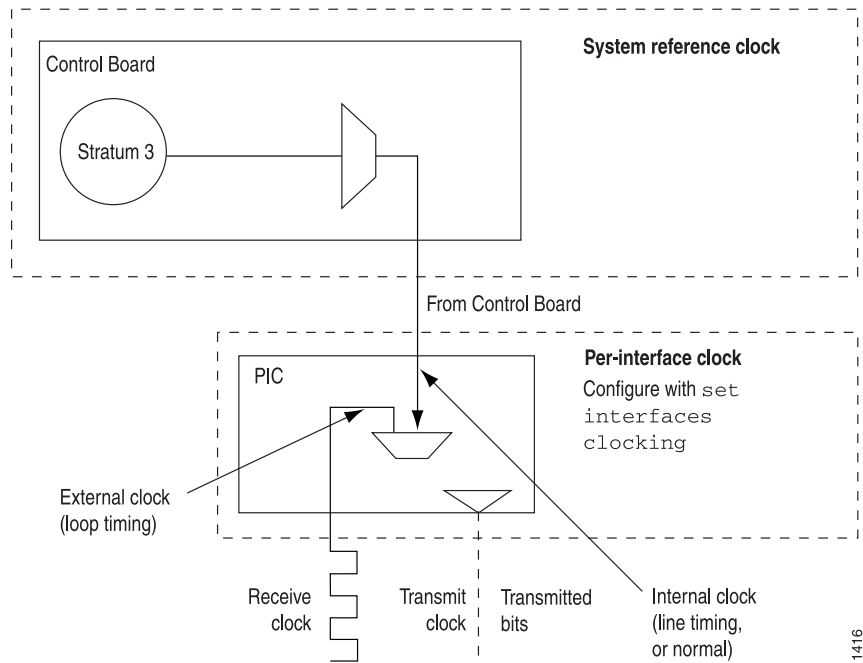 System reference clock
Control Board
Stratum 3
From Control Board
Per-interface clock
Configure with set
interfaces
clocking
PIC
External clock
(loop timing)
Receive
clock
Transmit
clock
Transmitted
bits
Internal clock
(line timing,
or normal)
1416